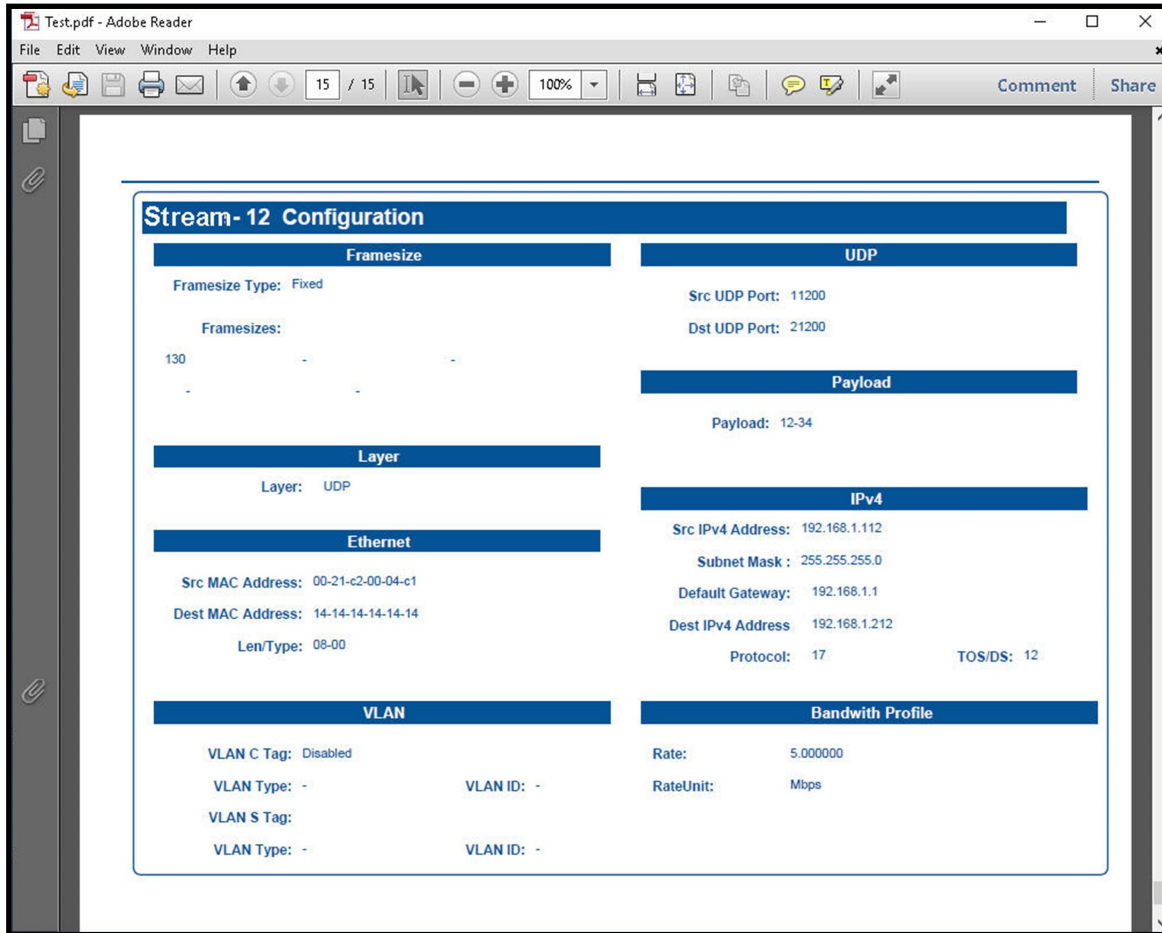 Test.pdf - Adobe Reader
File Edit View Window Help
15 / 15 100% Comment Share
Stream- 12 Configuration
Framesize
Framesize Type: Fixed
Framesizes:
130 - -
- -
Layer
Layer: UDP
Ethernet
Src MAC Address: 00-21-c2-00-04-c1
Dest MAC Address: 14-14-14-14-14-14
Len/Type: 08-00
VLAN
VLAN C Tag: Disabled
VLAN Type: - VLAN ID: -
VLAN S Tag:
VLAN Type: - VLAN ID: -
UDP
Src UDP Port: 11200
Dst UDP Port: 21200
Payload
Payload: 12-34
IPv4
Src IPv4 Address: 192.168.1.112
Subnet Mask : 255.255.255.0
Default Gateway: 192.168.1.1
Dest IPv4 Address 192.168.1.212
Protocol: 17 TOS/DS: 12
Bandwith Profile
Rate: 5.000000
RateUnit: Mbps